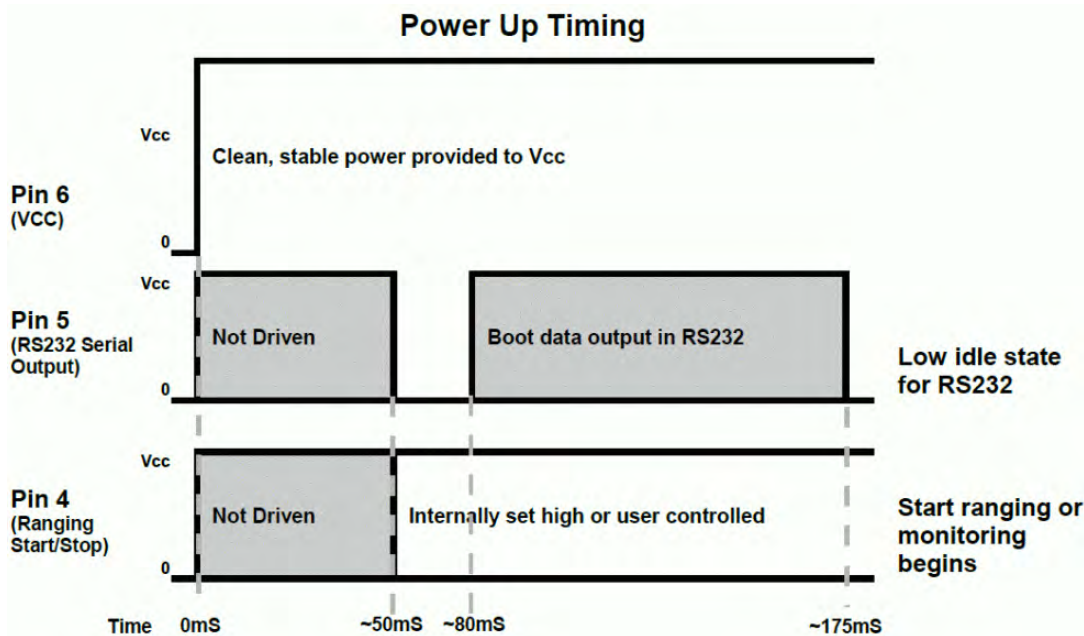 Power Up Timing
Vcc
Clean, stable power provided to Vcc
Pin 6
(VCC)
0
Vcc
Pin 5
(RS232 Serial
Output)
Not Driven
Boot data output in RS232
0
Low idle state
for RS232
Vcc
Pin 4
(Ranging
Start/Stop)
Not Driven
Internally set high or user controlled
0
Start ranging or
monitoring
begins
Time 0mS ~50mS ~80mS ~175mS